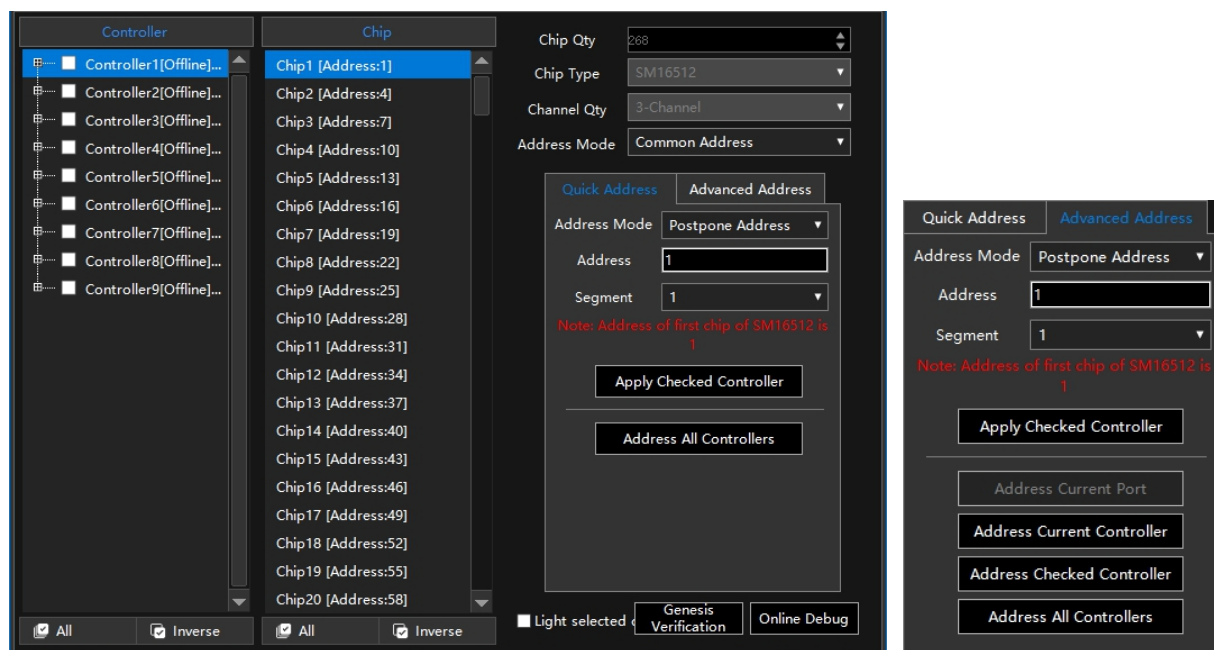 Controller
Controller1[Offline]...
Controller2[Offline]...
Controller3[Offline]...
Controller4[Offline]...
Controller5[Offline]...
Controller6[Offline]...
Controller7[Offline]...
Controller8[Offline]...
Controller9[Offline]...
All
Inverse
Chip
Chip1 [Address:1]
Chip2 [Address:4]
Chip3 [Address:7]
Chip4 [Address:10]
Chip5 [Address:13]
Chip6 [Address:16]
Chip7 [Address:19]
Chip8 [Address:22]
Chip9 [Address:25]
Chip10 [Address:28]
Chip11 [Address:31]
Chip12 [Address:34]
Chip13 [Address:37]
Chip14 [Address:40]
Chip15 [Address:43]
Chip16 [Address:46]
Chip17 [Address:49]
Chip18 [Address:52]
Chip19 [Address:55]
Chip20 [Address:58]
All
Inverse
Chip Qty 268
Chip Type SM16512
Channel Qty 3-Channel
Address Mode Common Address
Quick Address Advanced Address
Address Mode Postpone Address
Address 1
Segment 1
Note: Address of first chip of SM16512 is
1
Apply Checked Controller
Address All Controllers
Light selected
Genesis
Verification
Online Debug
Quick Address Advanced Address
Address Mode Postpone Address
Address 1
Segment 1
Note: Address of first chip of SM16512 is
1
Apply Checked Controller
Address Current Port
Address Current Controller
Address Checked Controller
Address All Controllers